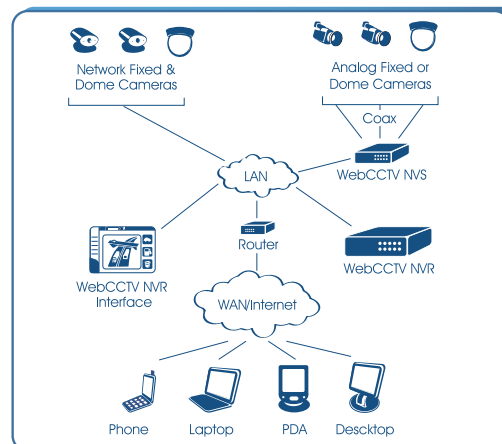 Network Fixed &
Dome Cameras
Analog Fixed or
Dome Cameras
Coax
LAN
WebCCTV NVS
Router
WebCCTV NVR
Interface
WebCCTV NVR
WAN/Internet
Phone
Laptop
PDA
Descktop